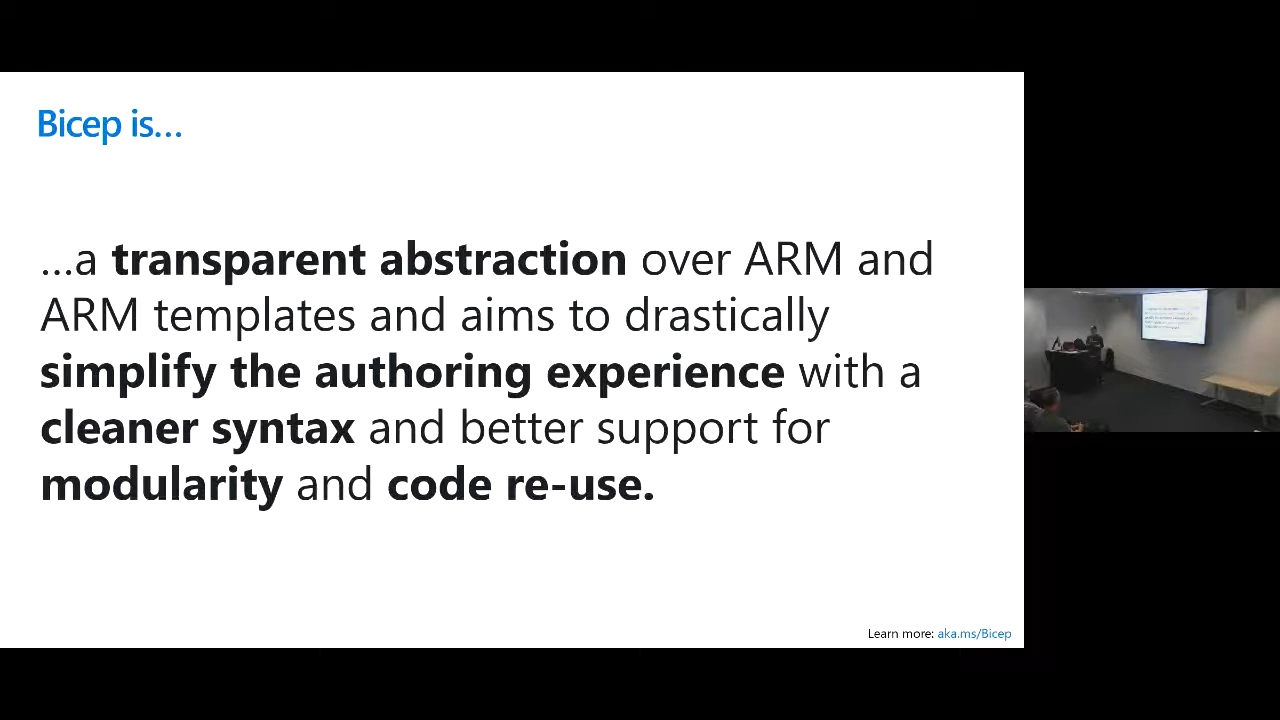 Bicep is...
...a transparent abstraction over ARM and
ARM templates and aims to drastically
simplify the authoring experience with a
cleaner syntax and better support for
modularity and code re-use.
Learn more: aka.ms/Bicep